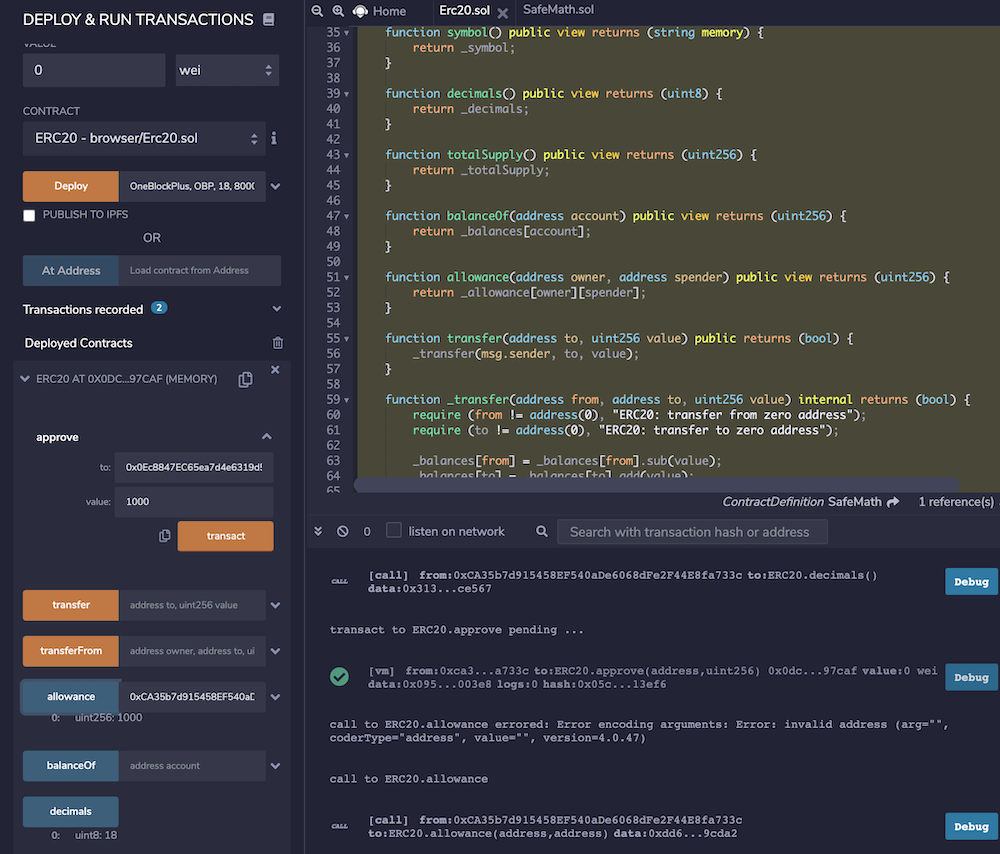 DEPLOY & RUN TRANSACTIONS
VALUE
0
wei
CONTRACT
ERC20 - browser/Erc20.sol
i
Deploy
OneBlockPlus, OBP, 18, 800(
PUBLISH TO IPFS
OR
At Address
Load contract from Address
Transactions recorded 2
Deployed Contracts
ERC20 AT 0X0DC...97CAF (MEMORY)
approve
to:
0x0Ec8847EC65ea7d4e6319d5
value:
1000
transact
transfer
address to, uint256 value
transferFrom
address owner, address to, ui
allowance
0xCA35b7d915458EF540aD
0: uint256: 1000
balanceOf
address account
decimals
0: uint8: 18
Home
Erc20.sol
SafeMath.sol
35 function symbol() public view returns (string memory) {
36 return _symbol;
37 }
38
39 function decimals() public view returns (uint8) {
40 return _decimals;
41 }
42
43 function totalSupply() public view returns (uint256) {
44 return _totalSupply;
45 }
46
47 function balanceOf(address account) public view returns (uint256) {
48 return _balances[account];
49 }
50
51 function allowance(address owner, address spender) public view returns (uint256) {
52 return _allowance[owner][spender];
53 }
54
55 function transfer(address to, uint256 value) public returns (bool) {
56 _transfer(msg.sender, to, value);
57 }
58
59 function _transfer(address from, address to, uint256 value) internal returns (bool) {
60 require (from != address(0), "ERC20: transfer from zero address");
61 require (to != address(0), "ERC20: transfer to zero address");
62
63 _balances[from] = _balances[from].sub(value);
64 _balances[to] = _balances[to].add(value);
65
ContractDefinition SafeMath 1 reference(s)
0
listen on network
Search with transaction hash or address
CALL
[call] from:0xCA35b7d915458EF540aDe6068dFe2F44E8fa733c to:ERC20.decimals()
data:0x313...ce567
Debug
transact to ERC20.approve pending ...
[vm] from:0xca3...a733c to:ERC20.approve(address,uint256) 0x0dc...97caf value:0 wei
data:0x095...003e8 logs:0 hash:0x05c...13ef6
Debug
call to ERC20.allowance errored: Error encoding arguments: Error: invalid address (arg="",
coderType="address", value="", version=4.0.47)
call to ERC20.allowance
CALL
[call] from:0xCA35b7d915458EF540aDe6068dFe2F44E8fa733c
to:ERC20.allowance(address,address) data:0xdd6...9cda2
Debug